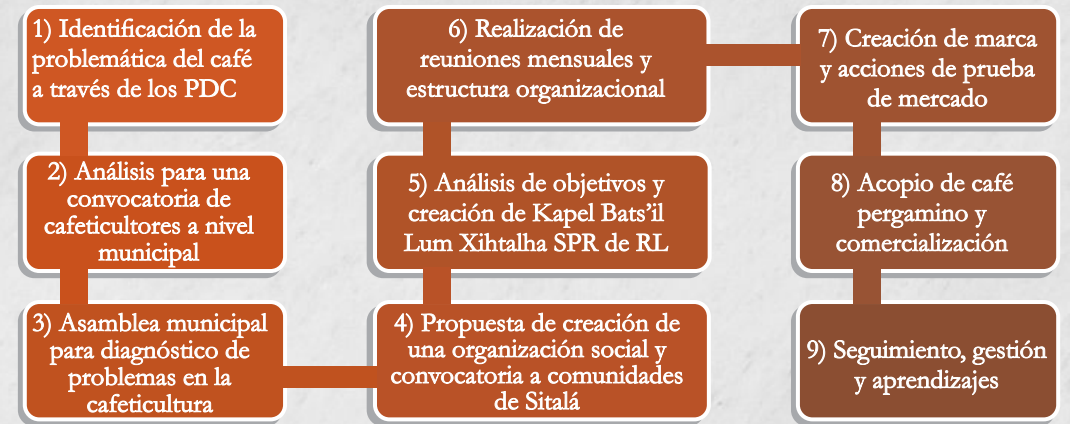 1) Identificación de la
problemática del café
a través de los PDC
2) Análisis para una
convocatoria de
cafeticultores a nivel
municipal
3) Asamblea municipal
para diagnóstico de
problemas en la
cafeticultura
4) Propuesta de creación de
una organización social y
convocatoria a comunidades
de Sitalá
5) Análisis de objetivos y
creación de Kapel Bats’il
Lum Xihtalha SPR de RL
6) Realización de
reuniones mensuales y
estructura organizacional
7) Creación de marca
y acciones de prueba
de mercado
8) Acopio de café
pergamino y
comercialización
9) Seguimiento, gestión
y aprendizajes